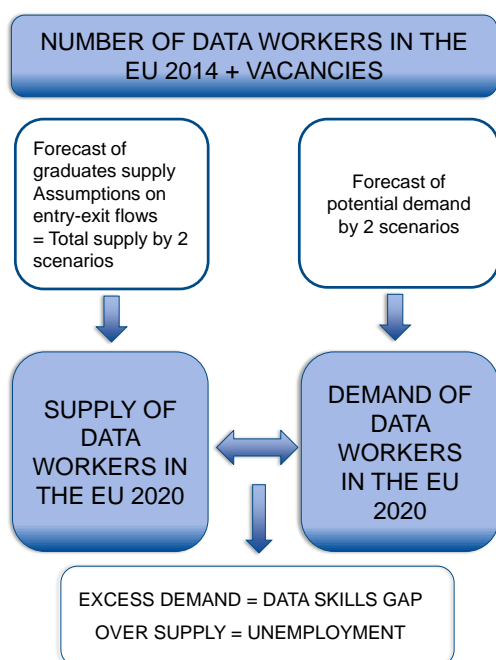 NUMBER OF DATA WORKERS IN THE
EU 2014 + VACANCIES
Forecast of
graduates supply
Assumptions on
entry-exit flows
= Total supply by 2
scenarios
Forecast of
potential demand
by 2 scenarios
SUPPLY OF
DATA
WORKERS IN
THE EU 2020
DEMAND OF
DATA
WORKERS
IN THE EU
2020
EXCESS DEMAND = DATA SKILLS GAP
OVER SUPPLY = UNEMPLOYMENT